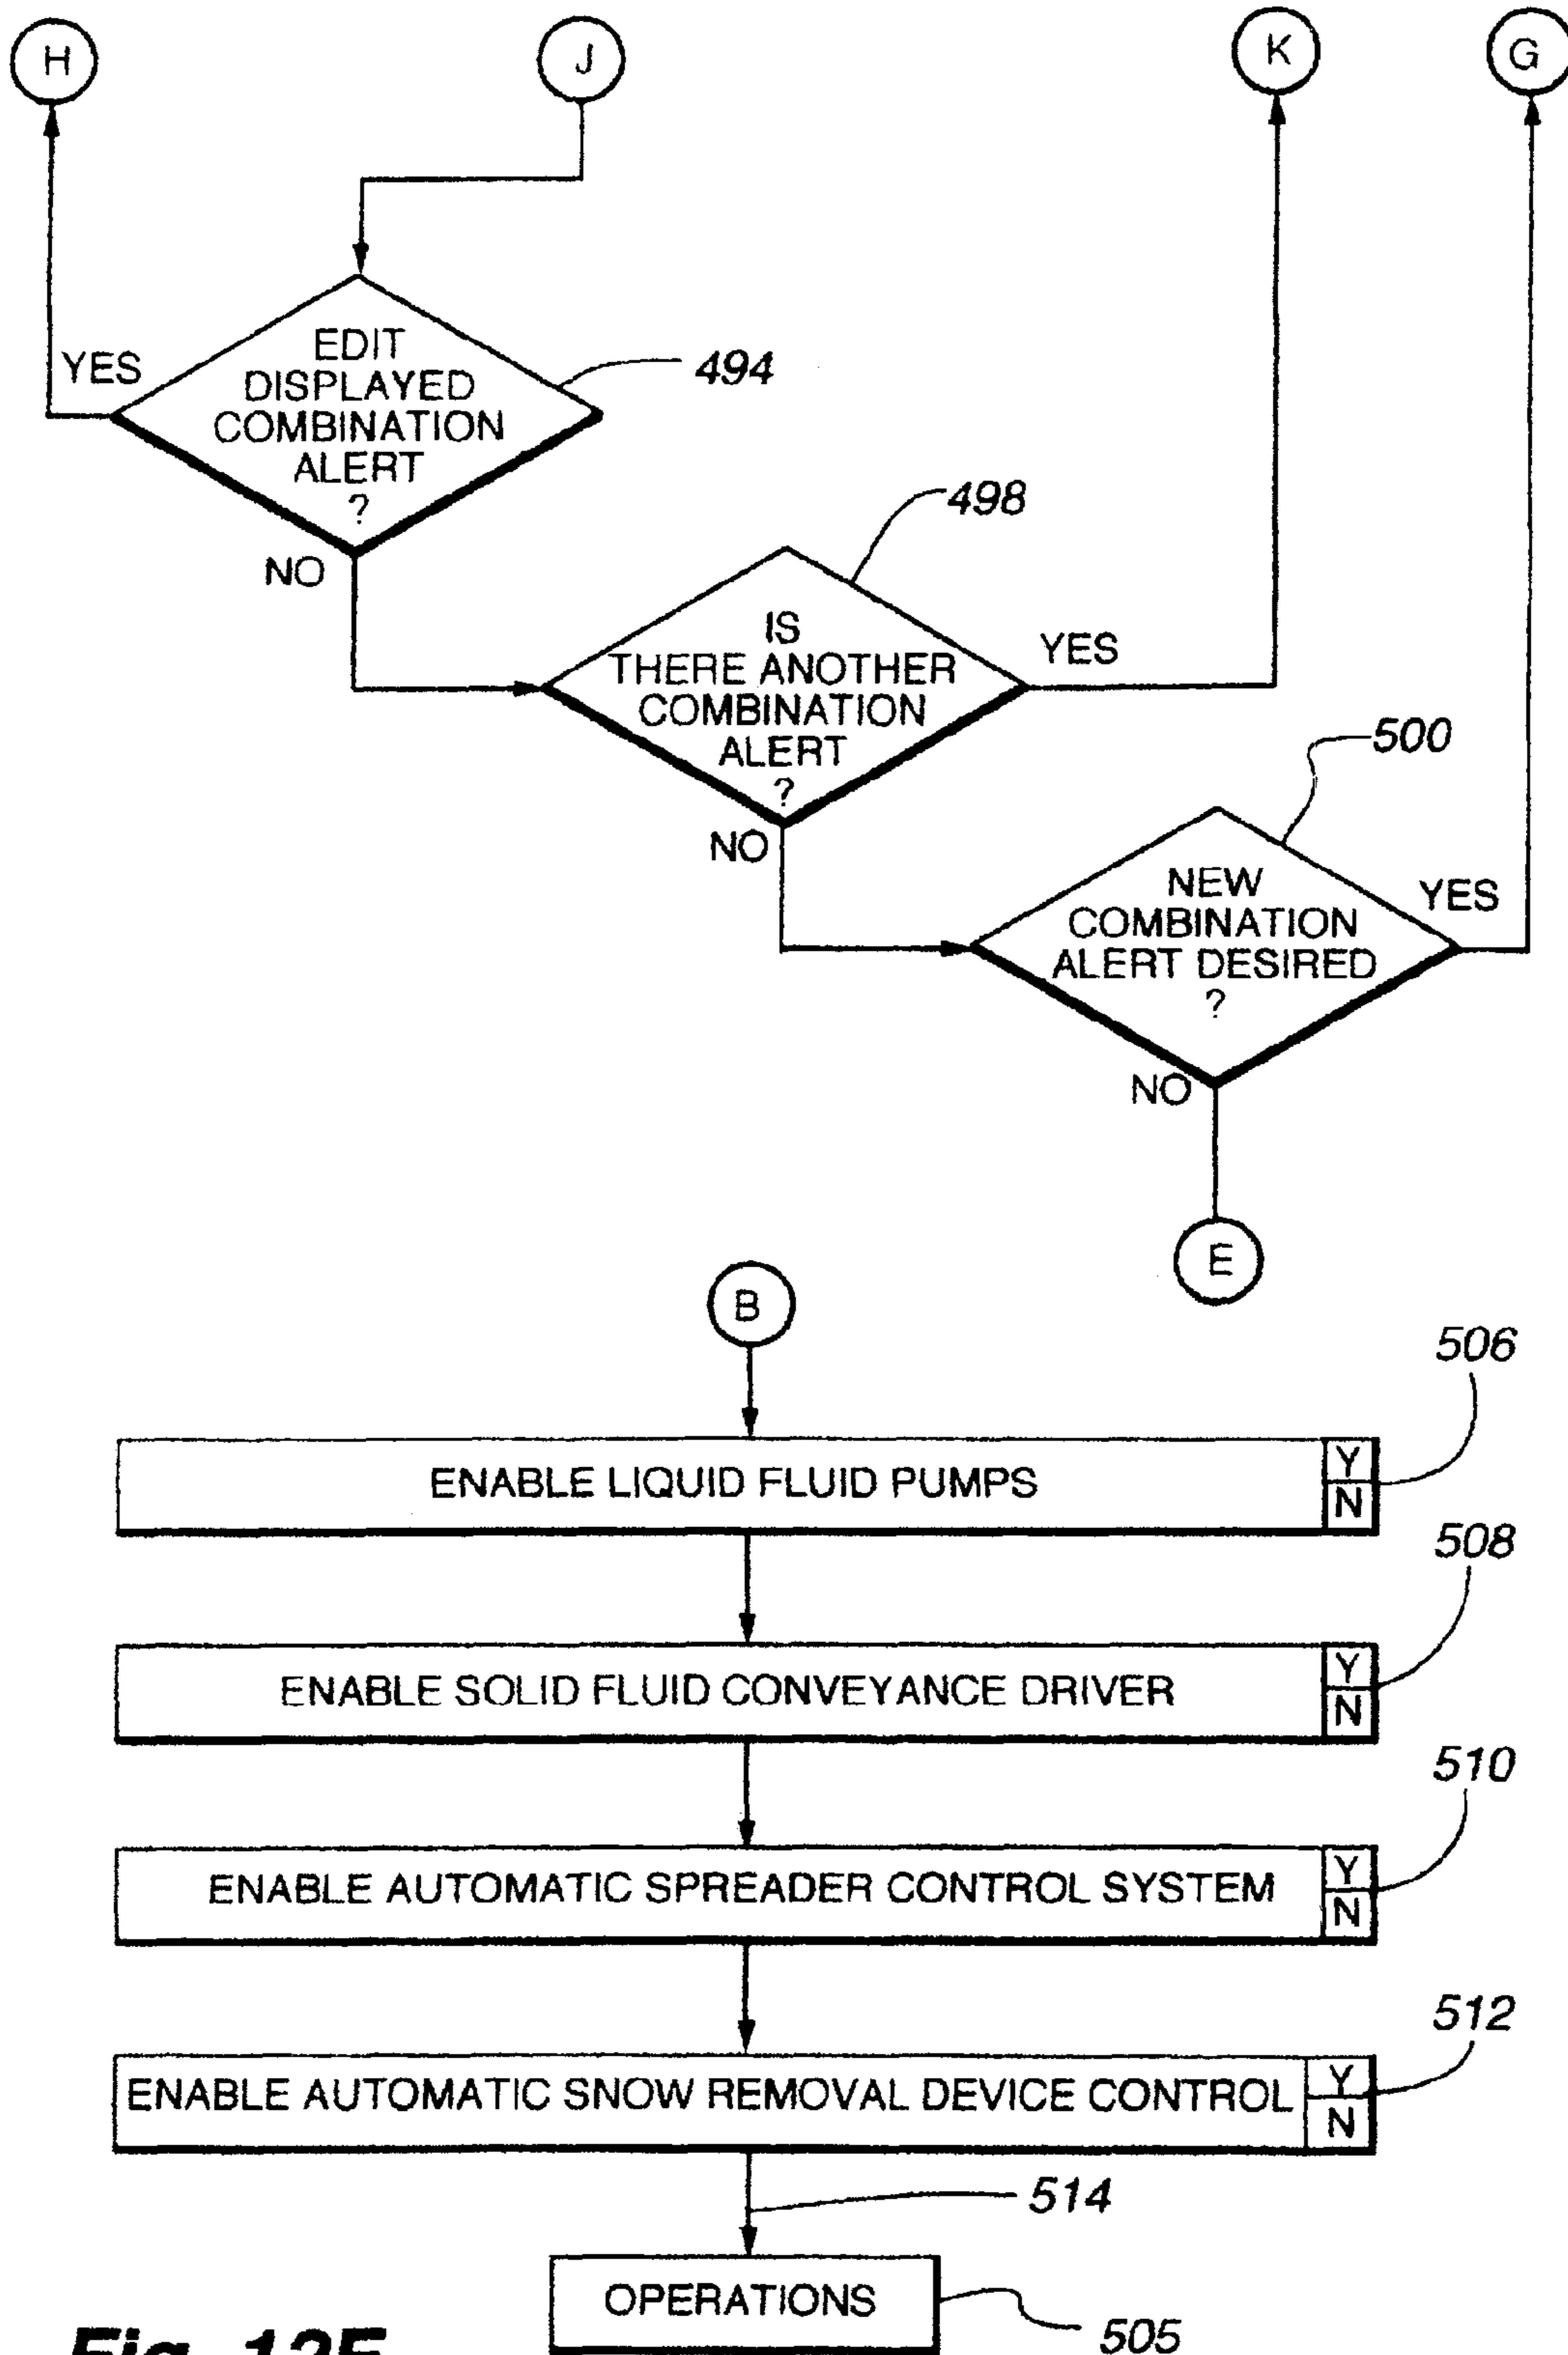 H
J
K
G
EDIT
DISPLAYED
COMBINATION
ALERT
?
YES
494
NO
498
IS
THERE ANOTHER
COMBINATION
ALERT
?
YES
NO
500
NEW
COMBINATION
ALERT DESIRED
?
YES
NO
E
B
506
ENABLE LIQUID FLUID PUMPS
Y
N
508
ENABLE SOLID FLUID CONVEYANCE DRIVER
Y
N
510
ENABLE AUTOMATIC SPREADER CONTROL SYSTEM
Y
N
512
ENABLE AUTOMATIC SNOW REMOVAL DEVICE CONTROL
Y
N
514
OPERATIONS
505
Fig.